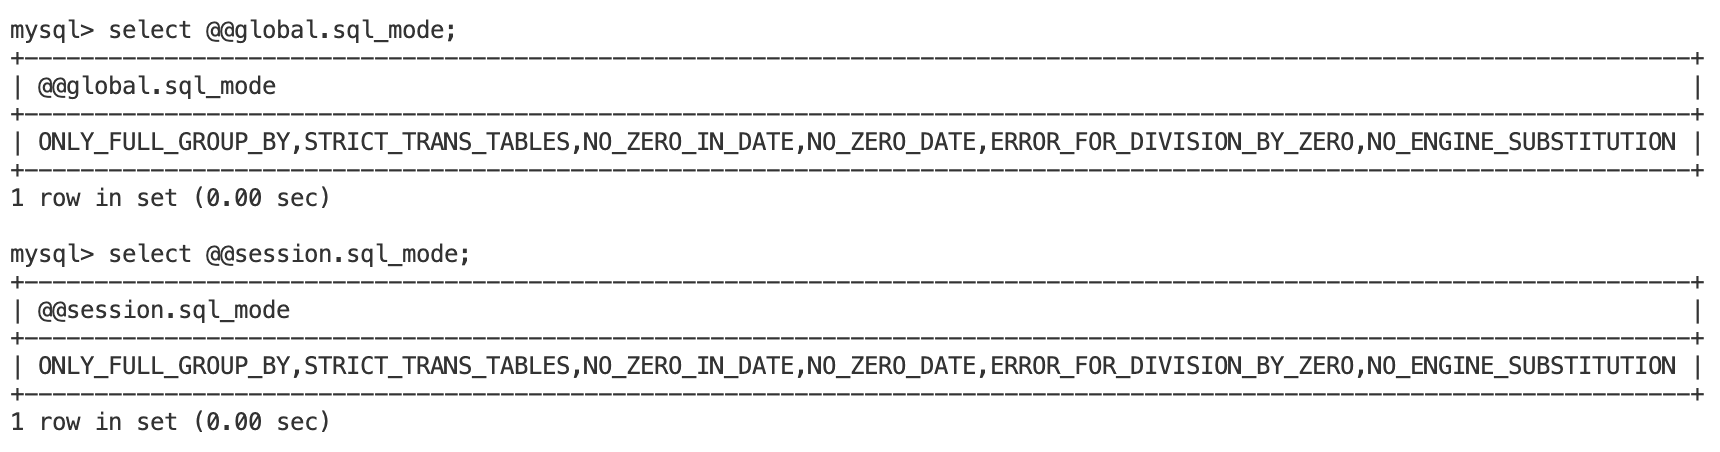 mysql> select @@global.sql_mode;
+-----------------------------------------------------------------------------------------------------------------------+
| @@global.sql_mode                                                                                                     |
+-----------------------------------------------------------------------------------------------------------------------+
| ONLY_FULL_GROUP_BY,STRICT_TRANS_TABLES,NO_ZERO_IN_DATE,NO_ZERO_DATE,ERROR_FOR_DIVISION_BY_ZERO,NO_ENGINE_SUBSTITUTION |
+-----------------------------------------------------------------------------------------------------------------------+
1 row in set (0.00 sec)

mysql> select @@session.sql_mode;
+-----------------------------------------------------------------------------------------------------------------------+
| @@session.sql_mode                                                                                                    |
+-----------------------------------------------------------------------------------------------------------------------+
| ONLY_FULL_GROUP_BY,STRICT_TRANS_TABLES,NO_ZERO_IN_DATE,NO_ZERO_DATE,ERROR_FOR_DIVISION_BY_ZERO,NO_ENGINE_SUBSTITUTION |
+-----------------------------------------------------------------------------------------------------------------------+
1 row in set (0.00 sec)